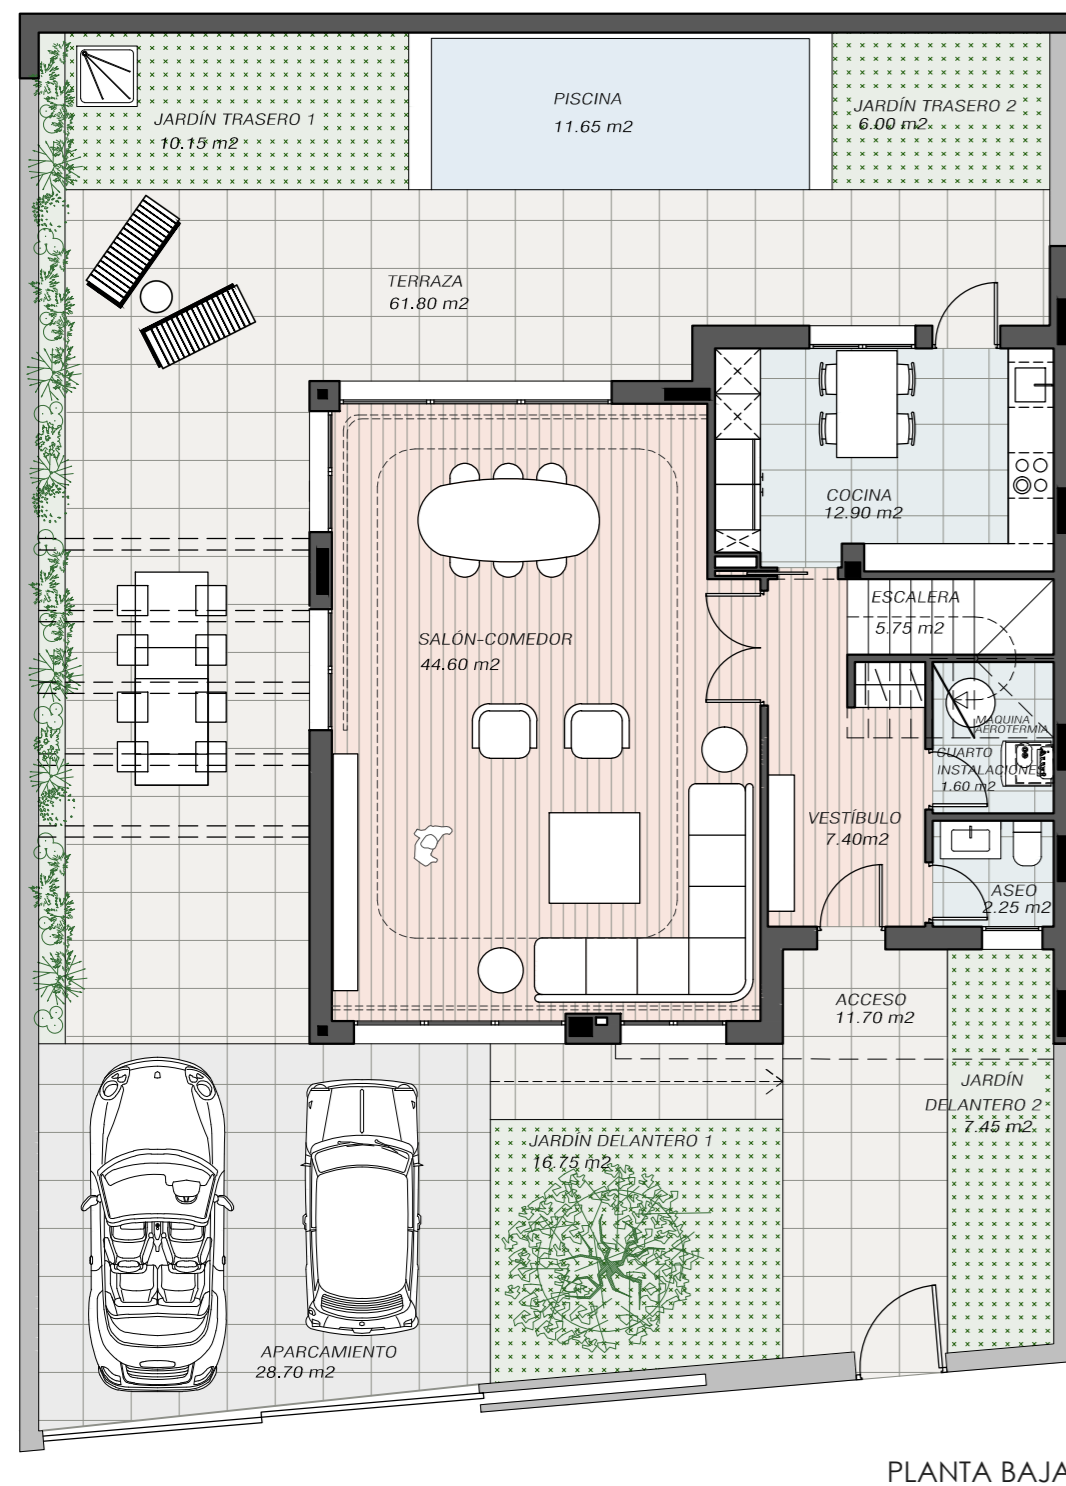 PISCINA
11.65 m2
JARDÍN TRASERO 1
10.15 m2
JARDÍN TRASERO 2
6.00 m2
TERRAZA
61.80 m2
COCINA
12.90 m2
ESCALERA
5.75 m2
SALÓN-COMEDOR
44.60 m2
MAQUINA
AEROTERMIA
CUARTO
INSTALACIONES
1.60 m2
VESTÍBULO
7.40m2
ASEO
2.25 m2
ACCESO
11.70 m2
JARDÍN
DELANTERO 2
7.45 m2
JARDÍN DELANTERO 1
16.75 m2
APARCAMIENTO
28.70 m2
PLANTA BAJA